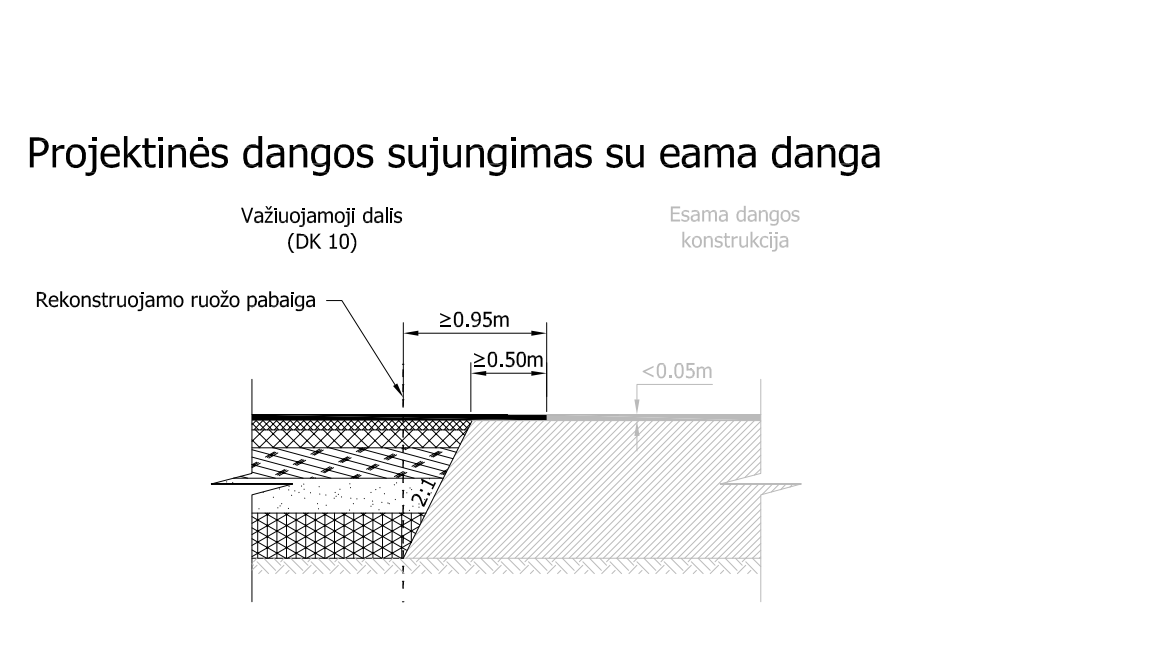 Projektinės dangos sujungimas su eama danga
Važiuojamoji dalis
(DK 10)
Esama dangos
konstrukcija
Rekonstruojamo ruožo pabaiga
≥0.95m
≥0.50m
<0.05m
2:1